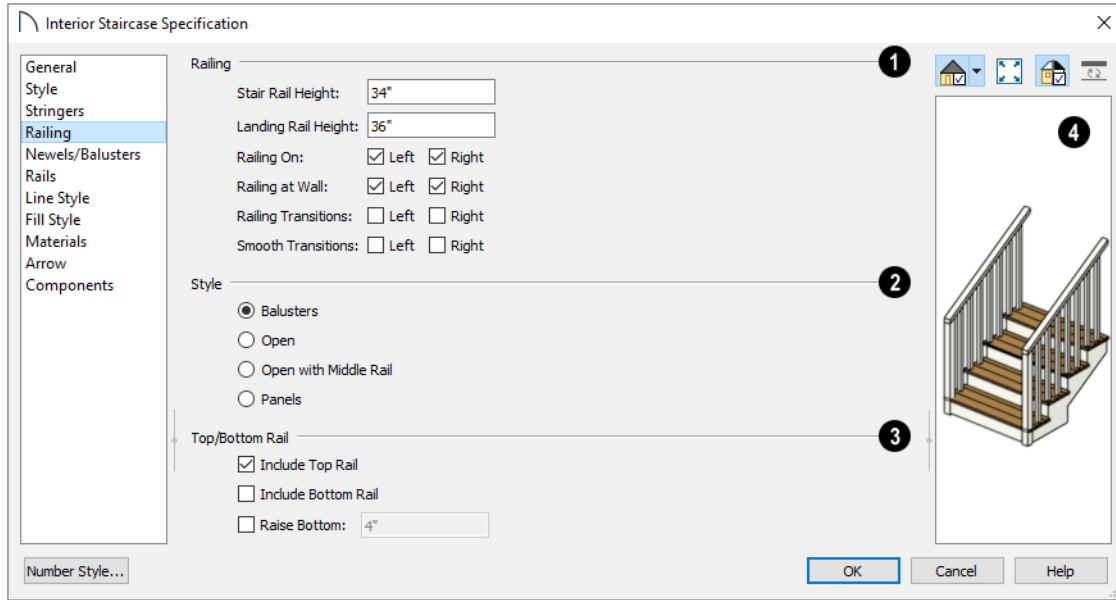 Interior Staircase Specification
General
Style
Stringers
Railing
Newels/Balusters
Rails
Line Style
Fill Style
Materials
Arrow
Components
Railing 1
Stair Rail Height: 34"
Landing Rail Height: 36"
Railing On: Left Right
Railing at Wall: Left Right
Railing Transitions: Left Right
Smooth Transitions: Left Right
Style 2
Balusters
Open
Open with Middle Rail
Panels
Top/Bottom Rail 3
Include Top Rail
Include Bottom Rail
Raise Bottom: 4"
4
Number Style... OK Cancel Help